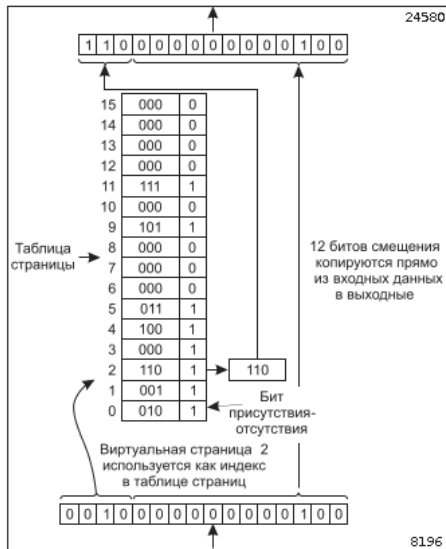 24580
1 1 0 0 0 0 0 0 0 0 0 0 1 0 0
15 000 0
14 000 0
13 000 0
12 000 0
11 111 1
10 000 0
9 101 1
8 000 0
7 000 0
6 000 0
5 011 1
4 100 1
3 000 1
2 110 1 110
1 001 1
0 010 1
Таблица
страницы
12 битов смещения
копируются прямо
из входных данных
в выходные
Бит
присутствия-
отсутствия
Виртуальная страница 2
используется как индекс
в таблице страниц
0 0 1 0 0 0 0 0 0 0 0 0 0 1 0 0
8196